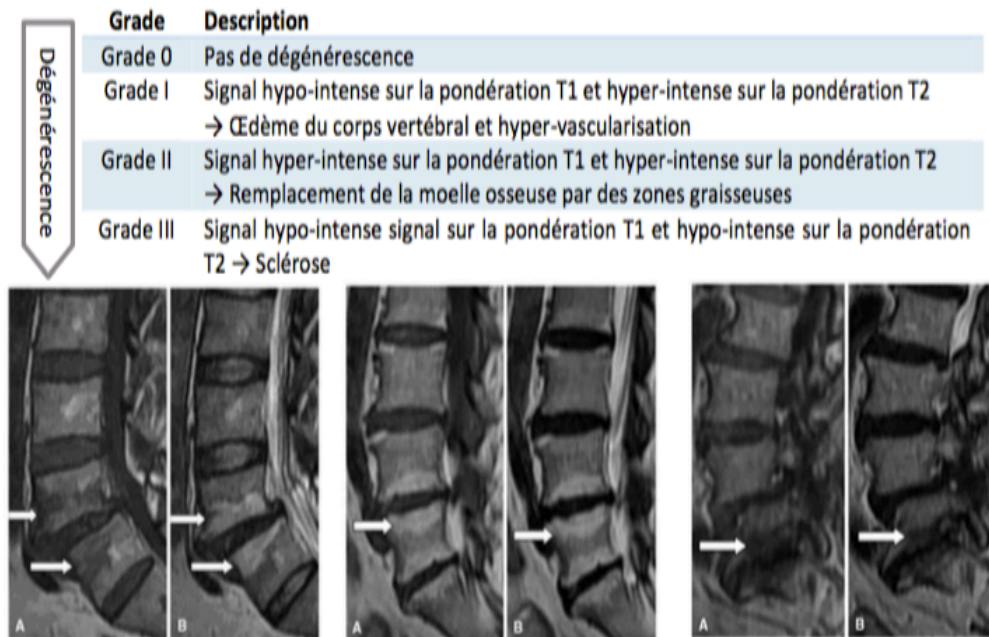 Dégénérescence
Grade Description
Grade 0 Pas de dégénérescence
Grade I Signal hypo-intense sur la pondération T1 et hyper-intense sur la pondération T2
→ Œdème du corps vertébral et hyper-vascularisation
Grade II Signal hyper-intense sur la pondération T1 et hyper-intense sur la pondération T2
→ Remplacement de la moelle osseuse par des zones graisseuses
Grade III Signal hypo-intense signal sur la pondération T1 et hypo-intense sur la pondération
T2 → Sclérose
A B A B A B